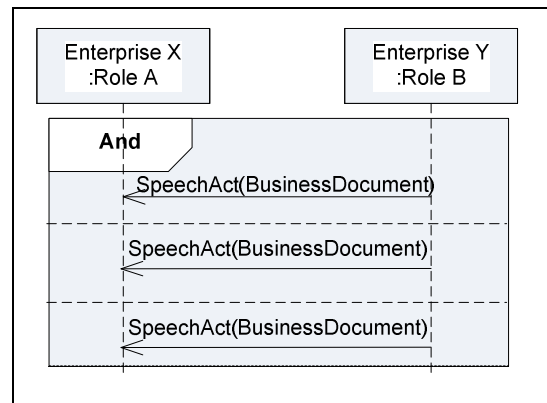 Enterprise X
:Role A
Enterprise Y
:Role B
And
SpeechAct(BusinessDocument)
SpeechAct(BusinessDocument)
SpeechAct(BusinessDocument)